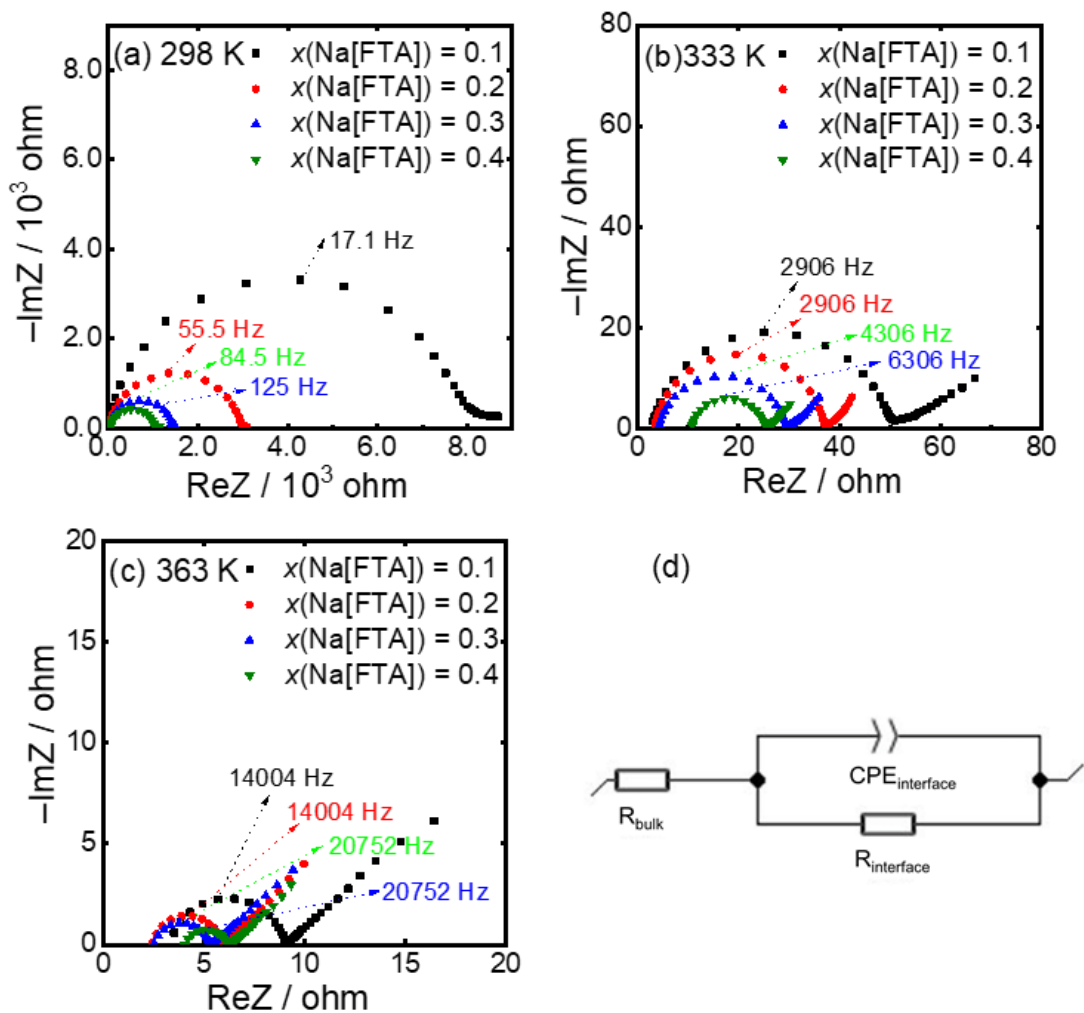 (a) 298 K
x(Na[FTA]) = 0.1
x(Na[FTA]) = 0.2
x(Na[FTA]) = 0.3
x(Na[FTA]) = 0.4
17.1 Hz
55.5 Hz
84.5 Hz
125 Hz
8.0
6.0
4.0
2.0
0.0
–ImZ / 10³ ohm
0.0 2.0 4.0 6.0 8.0
ReZ / 10³ ohm
(b)333 K
x(Na[FTA]) = 0.1
x(Na[FTA]) = 0.2
x(Na[FTA]) = 0.3
x(Na[FTA]) = 0.4
2906 Hz
2906 Hz
4306 Hz
6306 Hz
80
60
40
20
0
–ImZ / ohm
0 20 40 60 80
ReZ / ohm
(c) 363 K
x(Na[FTA]) = 0.1
x(Na[FTA]) = 0.2
x(Na[FTA]) = 0.3
x(Na[FTA]) = 0.4
14004 Hz
14004 Hz
20752 Hz
20752 Hz
20
15
10
5
0
–ImZ / ohm
0 5 10 15 20
ReZ / ohm
(d)
CPEinterface
Rbulk
Rinterface